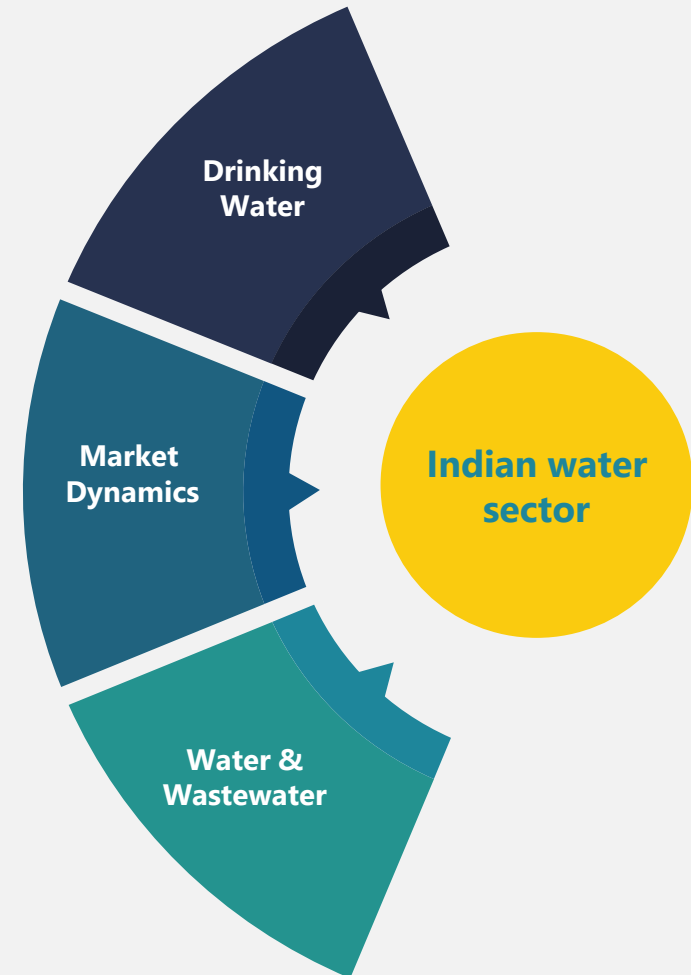 Drinking
Water
Market
Dynamics
Indian water
sector
Water &
Wastewater